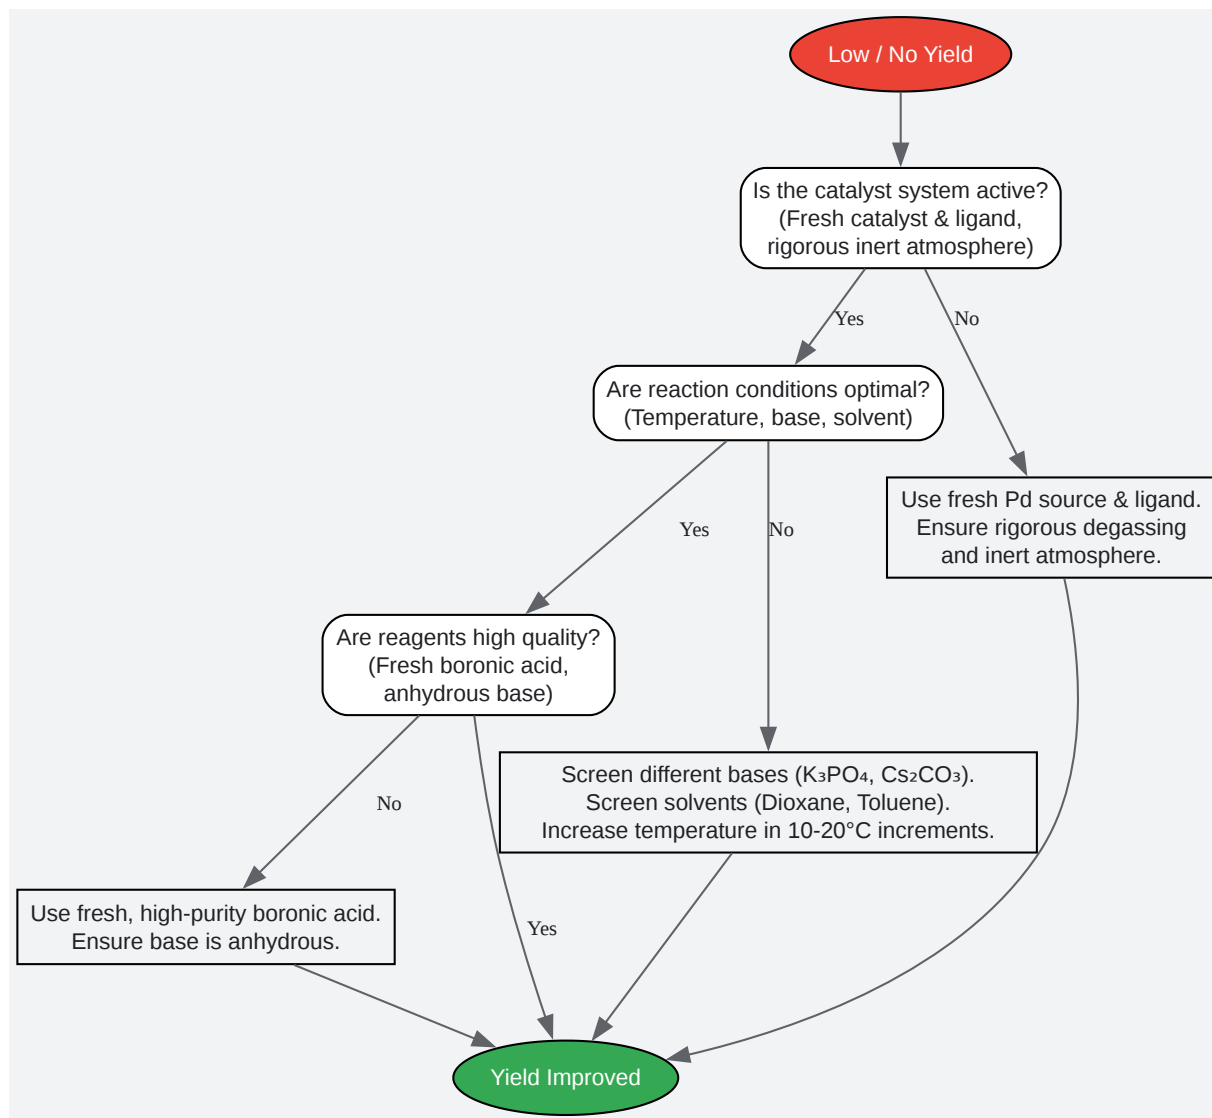 Low / No Yield
Is the catalyst system active?
(Fresh catalyst & ligand,
rigorous inert atmosphere)
Yes
No
Are reaction conditions optimal?
(Temperature, base, solvent)
Use fresh Pd source & ligand.
Ensure rigorous degassing
and inert atmosphere.
Yes
No
Are reagents high quality?
(Fresh boronic acid,
anhydrous base)
Screen different bases (K₃PO₄, Cs₂CO₃).
Screen solvents (Dioxane, Toluene).
Increase temperature in 10-20°C increments.
No
Yes
Use fresh, high-purity boronic acid.
Ensure base is anhydrous.
Yield Improved